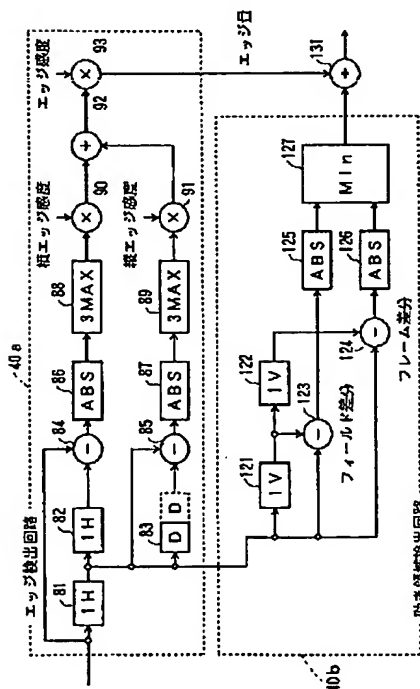 エッジ検出回路
40a
81
1H
82
1H
84
86
ABS
88
3MAX
横エッジ感度
90
×
+
92
エッジ感度
×
93
83
D
D
85
87
ABS
89
3MAX
縦エッジ感度
×
91
エッジ量
131
+
121
1V
122
1V
123
フィールド差分
124
フレーム差分
125
ABS
126
ABS
127
Min
40b
動き領域検出回路